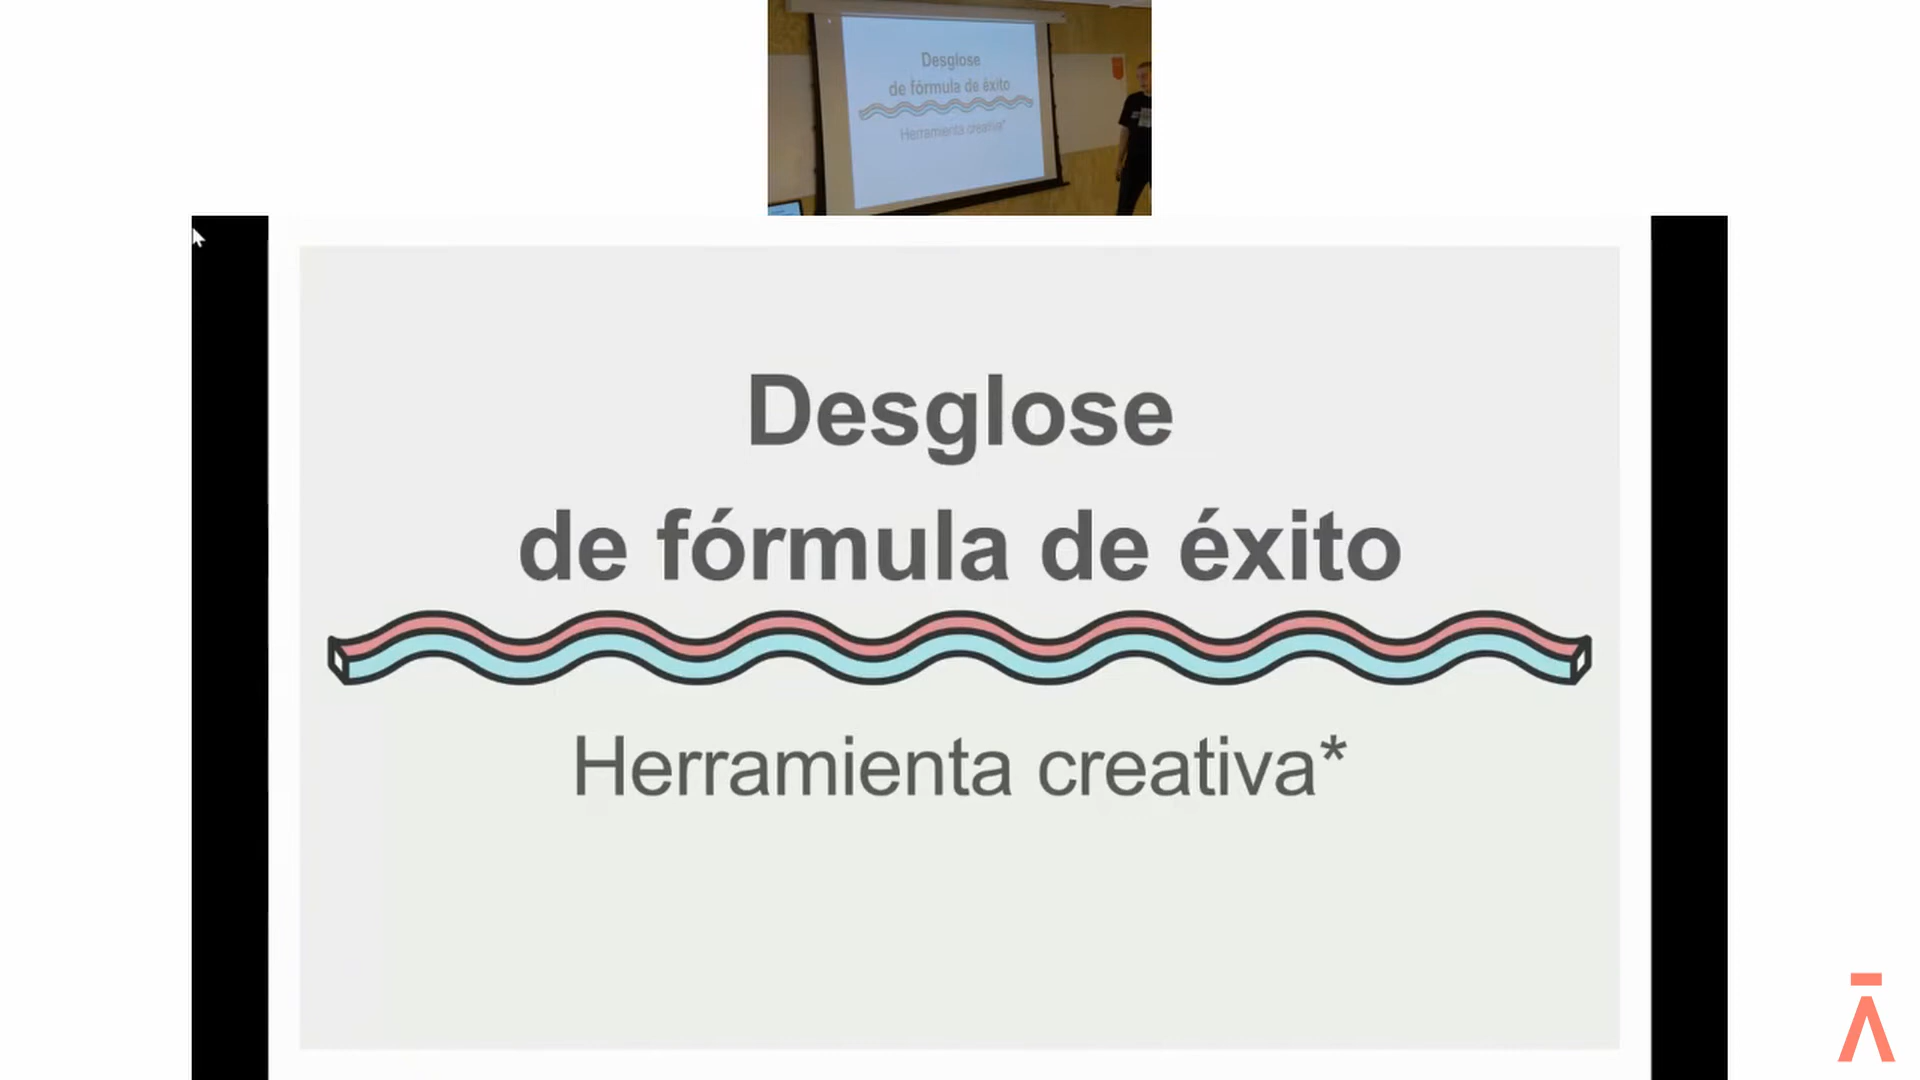 Desglose
de fórmula de éxito
Herramienta creativa*
Desglose
de fórmula de éxito
Herramienta creativa*